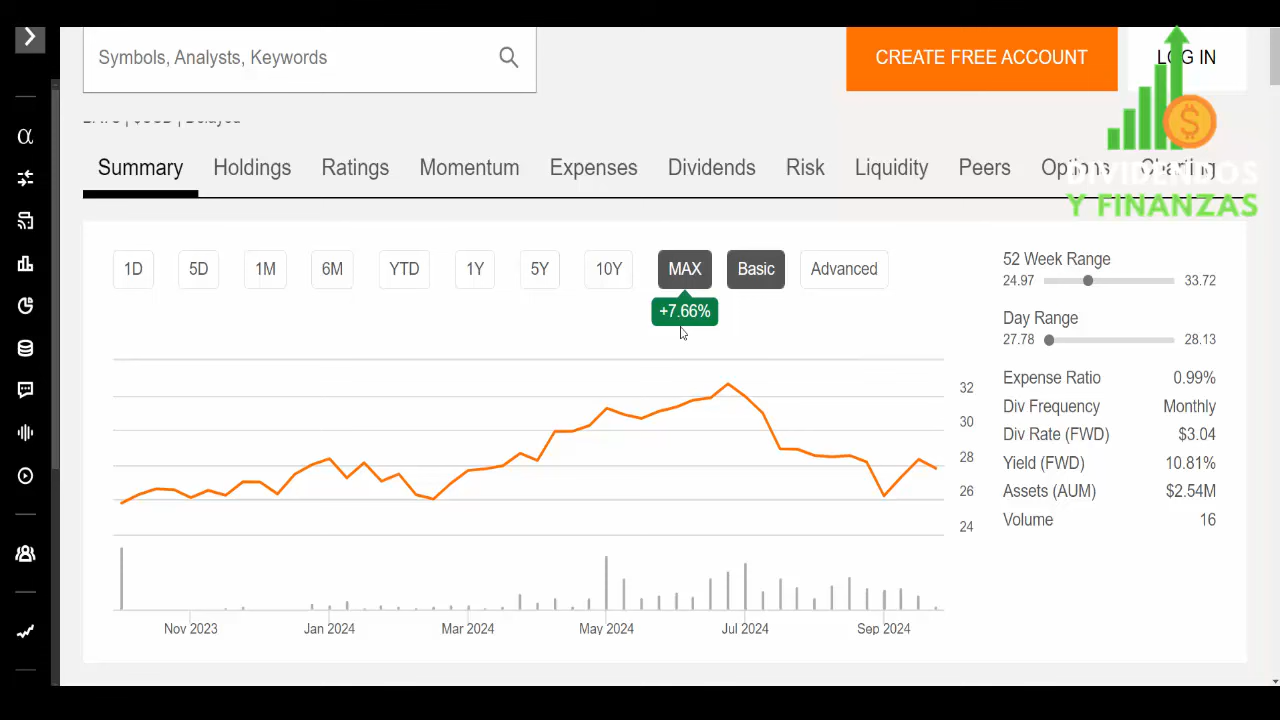 Symbols, Analysts, Keywords
CREATE FREE ACCOUNT
LOG IN
Summary Holdings Ratings Momentum Expenses Dividends Risk Liquidity Peers Options Charting
DIVIDENDOS
Y FINANZAS
1D 5D 1M 6M YTD 1Y 5Y 10Y MAX Basic Advanced
+7.66%
52 Week Range
24.97 33.72
Day Range
27.78 28.13
Expense Ratio 0.99%
Div Frequency Monthly
Div Rate (FWD) $3.04
Yield (FWD) 10.81%
Assets (AUM) $2.54M
Volume 16
32
30
28
26
24
Nov 2023 Jan 2024 Mar 2024 May 2024 Jul 2024 Sep 2024